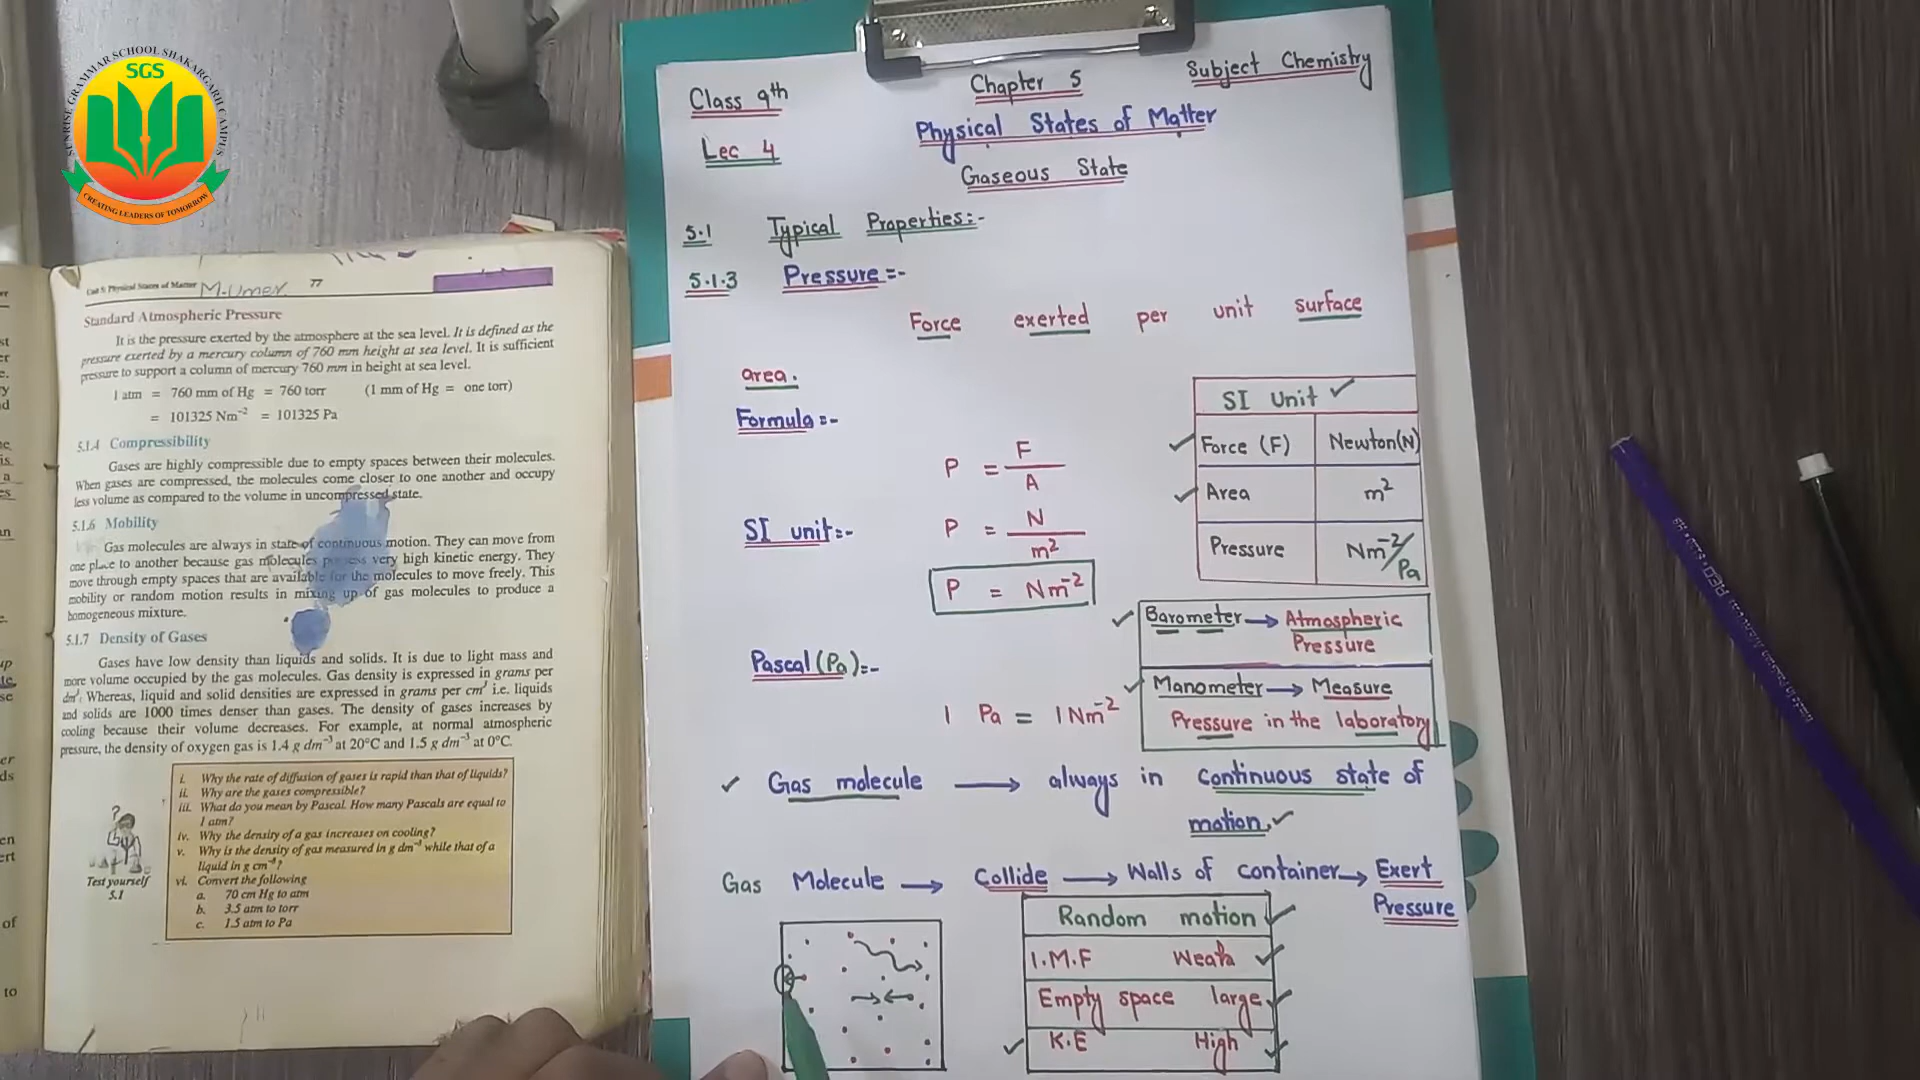 SUNRISE GRAMMAR SCHOOL SHAKARGARH CAMPUS
SGS
CREATING LEADERS OF TOMORROW
Unit 5: Physical States of Matter
M.Umer
77
Standard Atmospheric Pressure
It is the pressure exerted by the atmosphere at the sea level. It is defined as the
pressure exerted by a mercury column of 760 mm height at sea level. It is sufficient
pressure to support a column of mercury 760 mm in height at sea level.
1 atm = 760 mm of Hg = 760 torr (1 mm of Hg = one torr)
= 101325 Nm⁻² = 101325 Pa
5.1.4 Compressibility
Gases are highly compressible due to empty spaces between their molecules.
When gases are compressed, the molecules come closer to one another and occupy
less volume as compared to the volume in uncompressed state.
5.1.6 Mobility
Gas molecules are always in state of continuous motion. They can move from
one place to another because gas molecules possess very high kinetic energy. They
move through empty spaces that are available for the molecules to move freely. This
mobility or random motion results in mixing up of gas molecules to produce a
homogeneous mixture.
5.1.7 Density of Gases
Gases have low density than liquids and solids. It is due to light mass and
more volume occupied by the gas molecules. Gas density is expressed in grams per
dm³. Whereas, liquid and solid densities are expressed in grams per cm³ i.e. liquids
and solids are 1000 times denser than gases. The density of gases increases by
cooling because their volume decreases. For example, at normal atmospheric
pressure, the density of oxygen gas is 1.4 g dm⁻³ at 20°C and 1.5 g dm⁻³ at 0°C.
Test yourself
5.1
i. Why the rate of diffusion of gases is rapid than that of liquids?
ii. Why are the gases compressible?
iii. What do you mean by Pascal. How many Pascals are equal to
1 atm?
iv. Why the density of a gas increases on cooling?
v. Why is the density of gas measured in g dm⁻³ while that of a
liquid in g cm⁻³?
vi. Convert the following
a. 70 cm Hg to atm
b. 3.5 atm to torr
c. 1.5 atm to Pa
Class 9th Chapter 5 Subject Chemistry
Lec 4 Physical States of Matter
Gaseous State
5.1 Typical Properties:-
5.1.3 Pressure:-
Force exerted per unit surface
area.
Formula:-
P = F/A
SI unit:-
P = N/m²
P = Nm⁻²
SI Unit
Force (F) Newton(N)
Area m²
Pressure Nm⁻²/Pa
Barometer → Atmospheric
Pressure
Manometer → Measure
Pressure in the laboratory
Pascal (Pa):-
1 Pa = 1Nm⁻²
Gas molecule → always in continuous state of
motion.
Gas Molecule → Collide → Walls of container → Exert
Pressure
Random motion
I.M.F Weak
Empty space large
K.E High